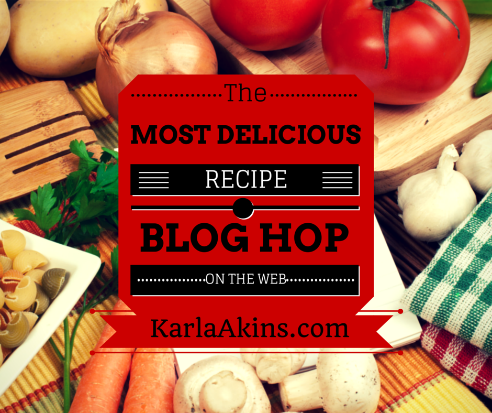 The
MOST DELICIOUS
RECIPE
BLOG HOP
ON THE WEB
KarlaAkins.com